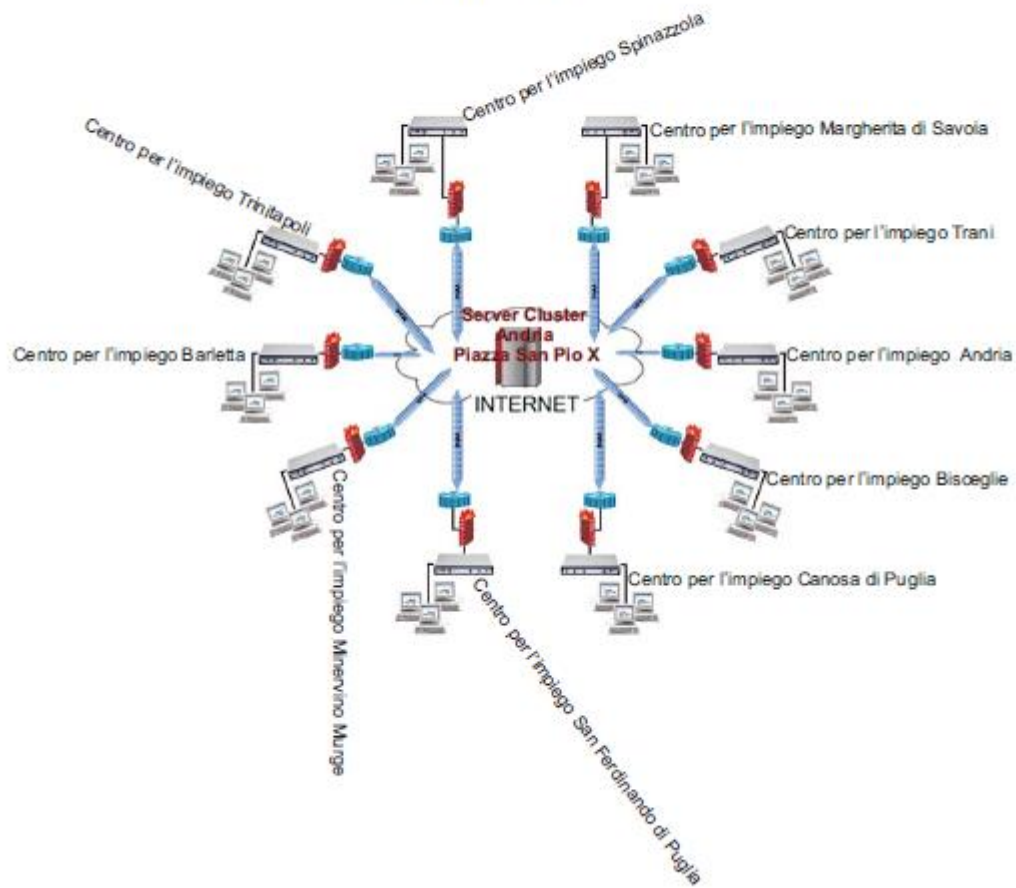 Centro per l'impiego Spinazzola
Centro per l'impiego Margherita di Savoia
Centro per l'impiego Trinitapoli
Centro per l'impiego Trani
Server Cluster
Andria
Piazza San Pio X
Centro per l'impiego Barletta
Centro per l'impiego Andria
INTERNET
Centro per l'impiego Bisceglie
Centro per l'impiego Minervino Murge
Centro per l'impiego San Ferdinando di Puglia
Centro per l'impiego Canosa di Puglia